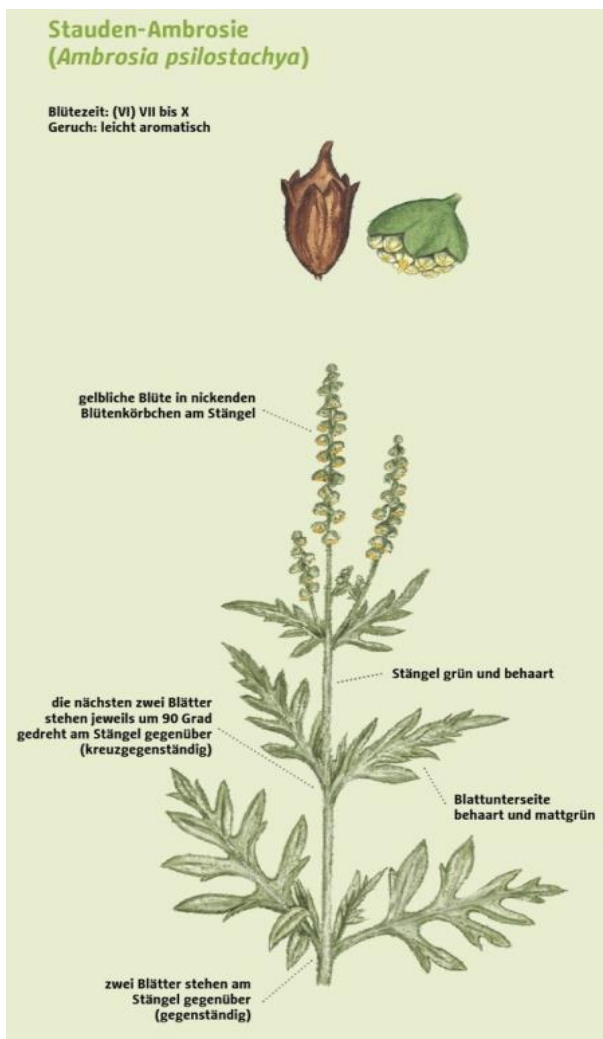 Stauden-Ambrosie
(Ambrosia psilostachya)
Blütezeit: (VI) VII bis X
Geruch: leicht aromatisch
gelbliche Blüte in nickenden
Blütenkörbchen am Stängel
Stängel grün und behaart
die nächsten zwei Blätter
stehen jeweils um 90 Grad
gedreht am Stängel gegenüber
(kreuzgegenständig)
Blattunterseite
behaart und mattgrün
zwei Blätter stehen am
Stängel gegenüber
(gegenständig)